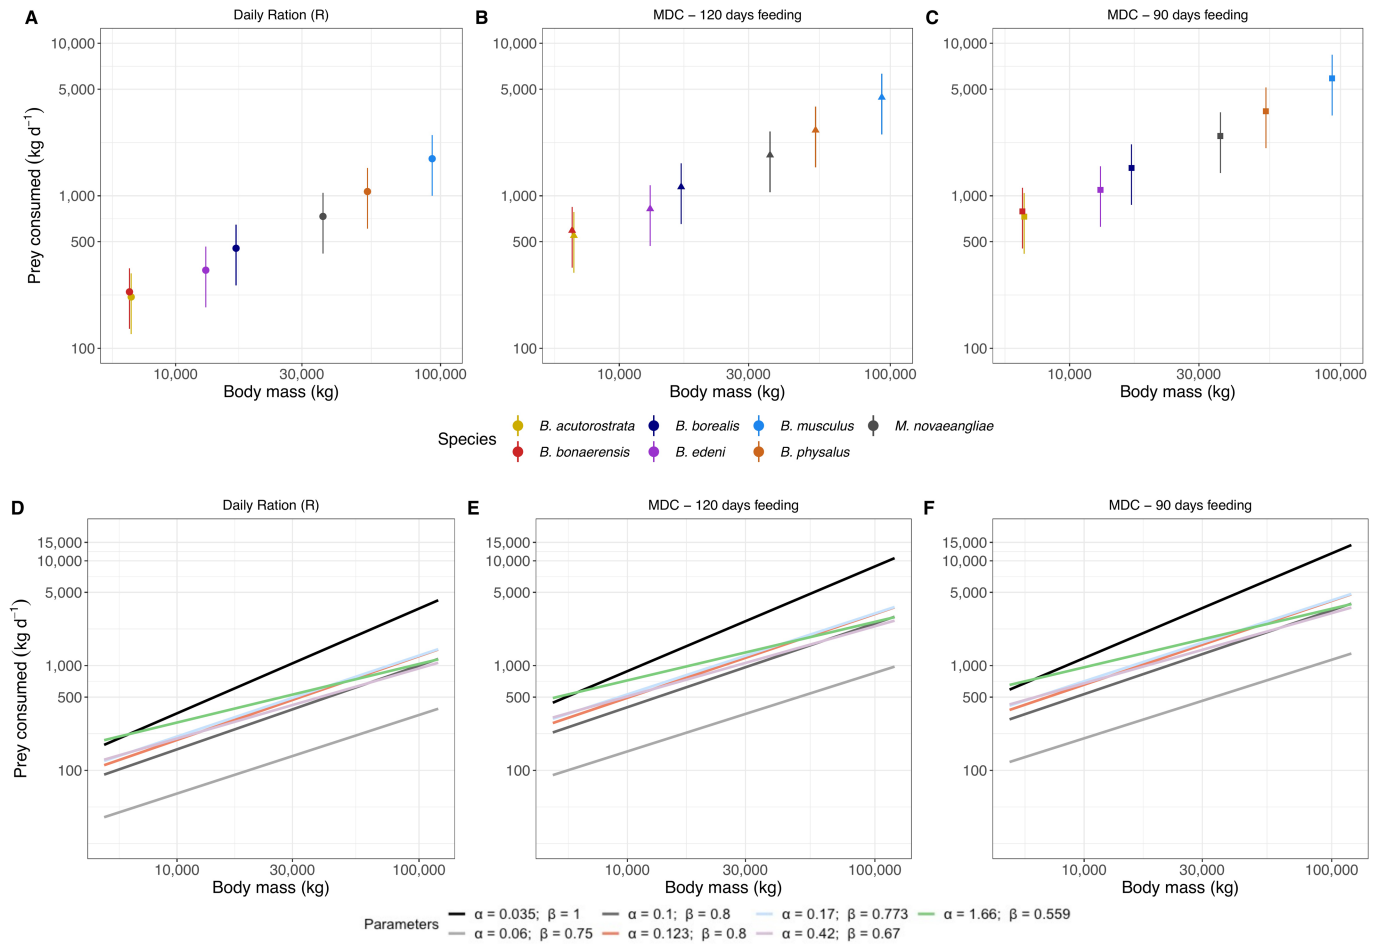 A
Daily Ration (R)
Prey consumed (kg d⁻¹)
10,000
5,000
1,000
500
100
10,000 30,000 100,000
Body mass (kg)
B
MDC − 120 days feeding
10,000
5,000
1,000
500
100
10,000 30,000 100,000
Body mass (kg)
C
MDC − 90 days feeding
10,000
5,000
1,000
500
100
10,000 30,000 100,000
Body mass (kg)
Species
B. acutorostrata B. borealis B. musculus M. novaeangliae
B. bonaerensis B. edeni B. physalus
D
Daily Ration (R)
Prey consumed (kg d⁻¹)
15,000
10,000
5,000
1,000
500
100
10,000 30,000 100,000
Body mass (kg)
E
MDC − 120 days feeding
15,000
10,000
5,000
1,000
500
100
10,000 30,000 100,000
Body mass (kg)
F
MDC − 90 days feeding
15,000
10,000
5,000
1,000
500
100
10,000 30,000 100,000
Body mass (kg)
Parameters
α = 0.035; β = 1 α = 0.1; β = 0.8 α = 0.17; β = 0.773 α = 1.66; β = 0.559
α = 0.06; β = 0.75 α = 0.123; β = 0.8 α = 0.42; β = 0.67